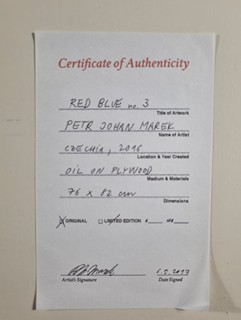 Certificate of Authenticity
RED BLUE no. 3
Title of Artwork
PETR JOHAN MAREK
Name of Artist
CZECHIA, 2016
Location & Year Created
OIL ON PLYWOOD
Medium & Materials
76 x 82 cm
Dimensions
ORIGINAL LIMITED EDITION # of
Artist's Signature Date Signed